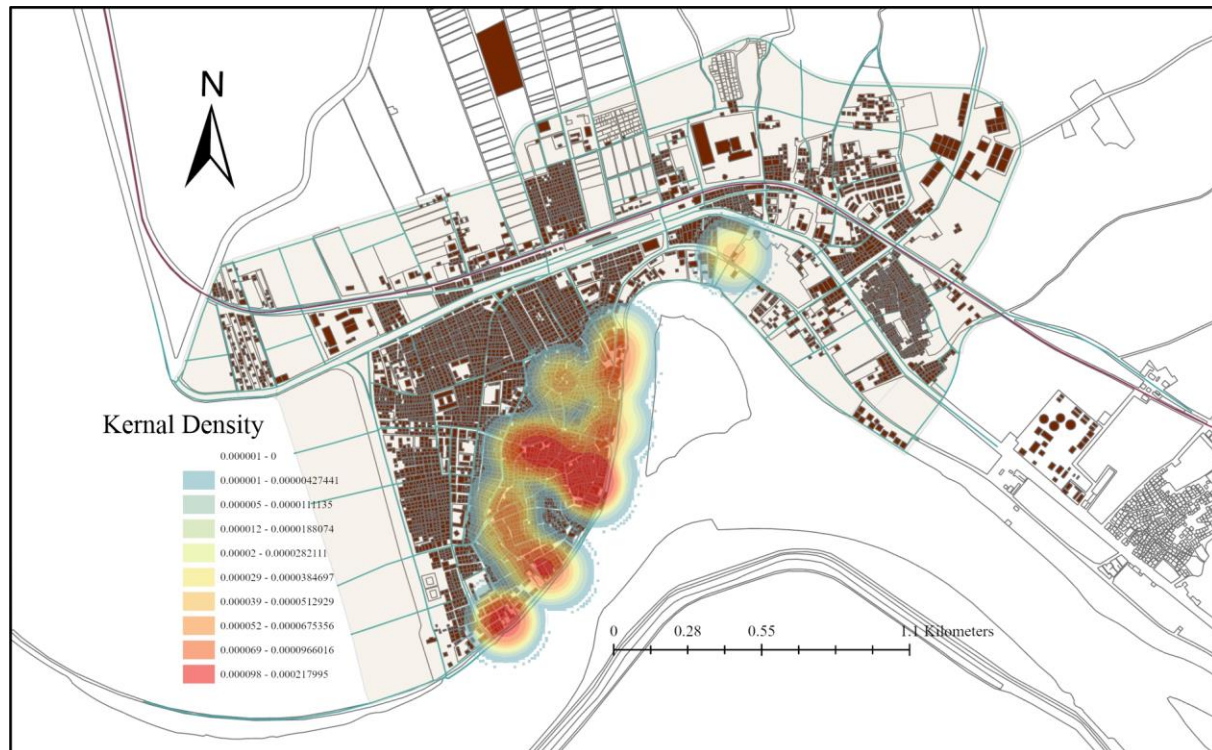 N
Kernal Density
0.000001 - 0
0.000001 - 0.00000427441
0.000005 - 0.0000111135
0.000012 - 0.0000188074
0.00002 - 0.0000282111
0.000029 - 0.0000384697
0.000039 - 0.0000512929
0.000052 - 0.0000675356
0.000069 - 0.0000966016
0.000098 - 0.000217995
0 0.28 0.55 1.1 Kilometers